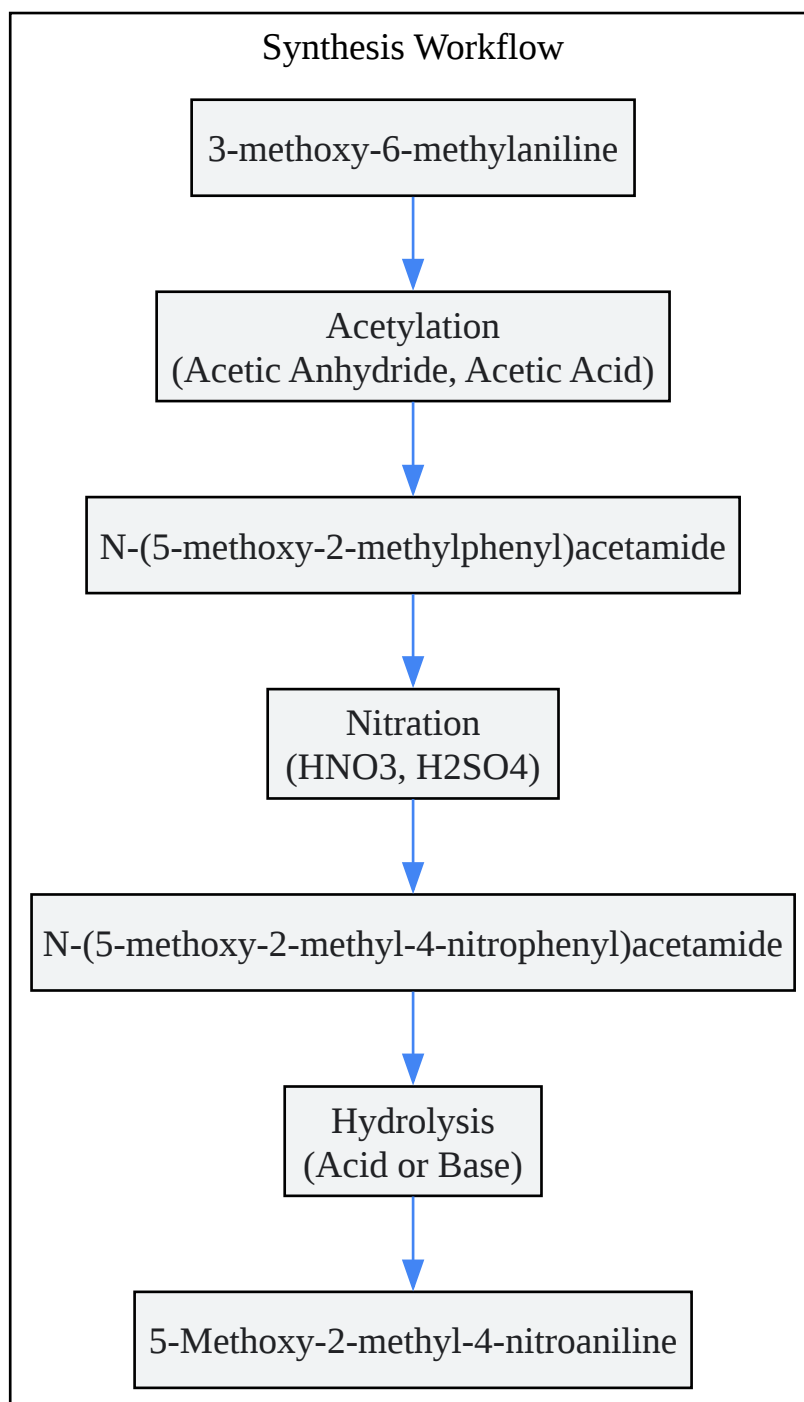 Synthesis Workflow
3-methoxy-6-methylaniline
Acetylation
(Acetic Anhydride, Acetic Acid)
N-(5-methoxy-2-methylphenyl)acetamide
Nitration
(HNO3, H2SO4)
N-(5-methoxy-2-methyl-4-nitrophenyl)acetamide
Hydrolysis
(Acid or Base)
5-Methoxy-2-methyl-4-nitroaniline